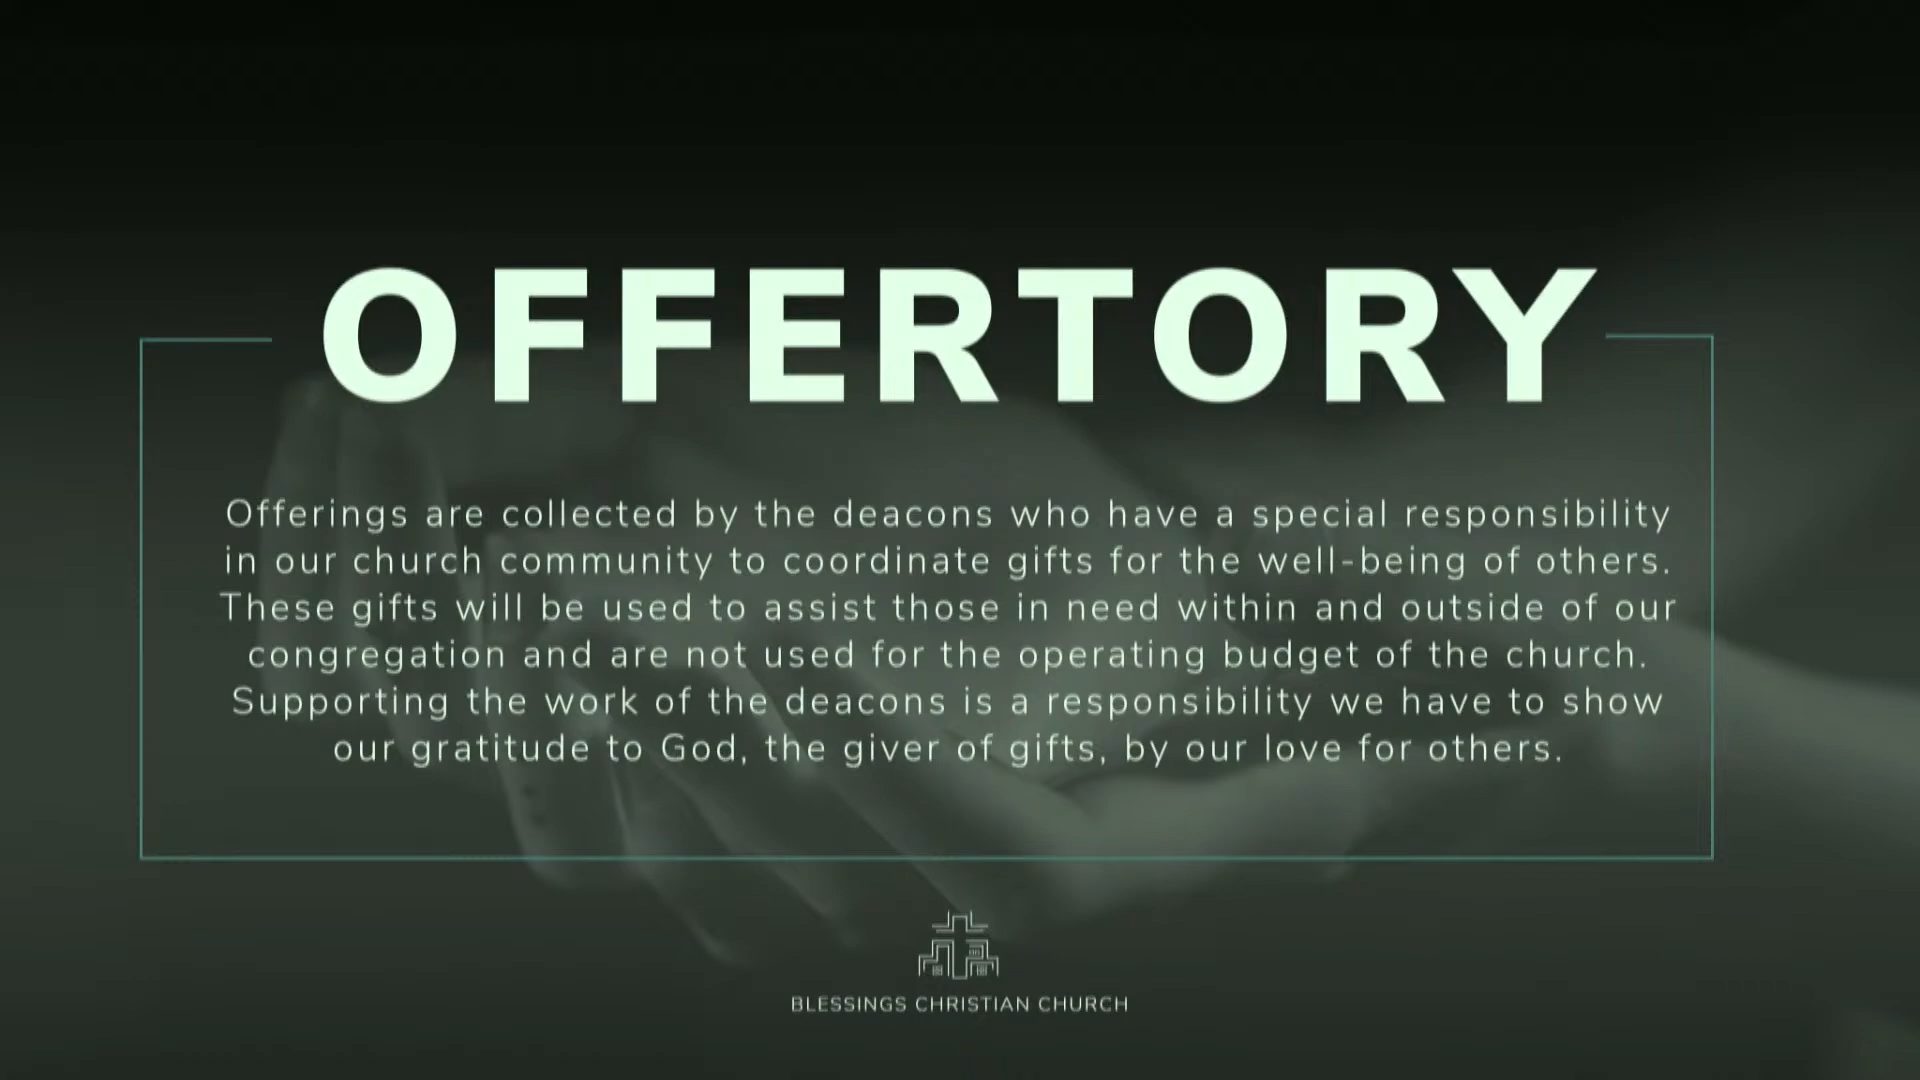 OFFERTORY
Offerings are collected by the deacons who have a special responsibility
in our church community to coordinate gifts for the well-being of others.
These gifts will be used to assist those in need within and outside of our
congregation and are not used for the operating budget of the church.
Supporting the work of the deacons is a responsibility we have to show
our gratitude to God, the giver of gifts, by our love for others.
BLESSINGS CHRISTIAN CHURCH